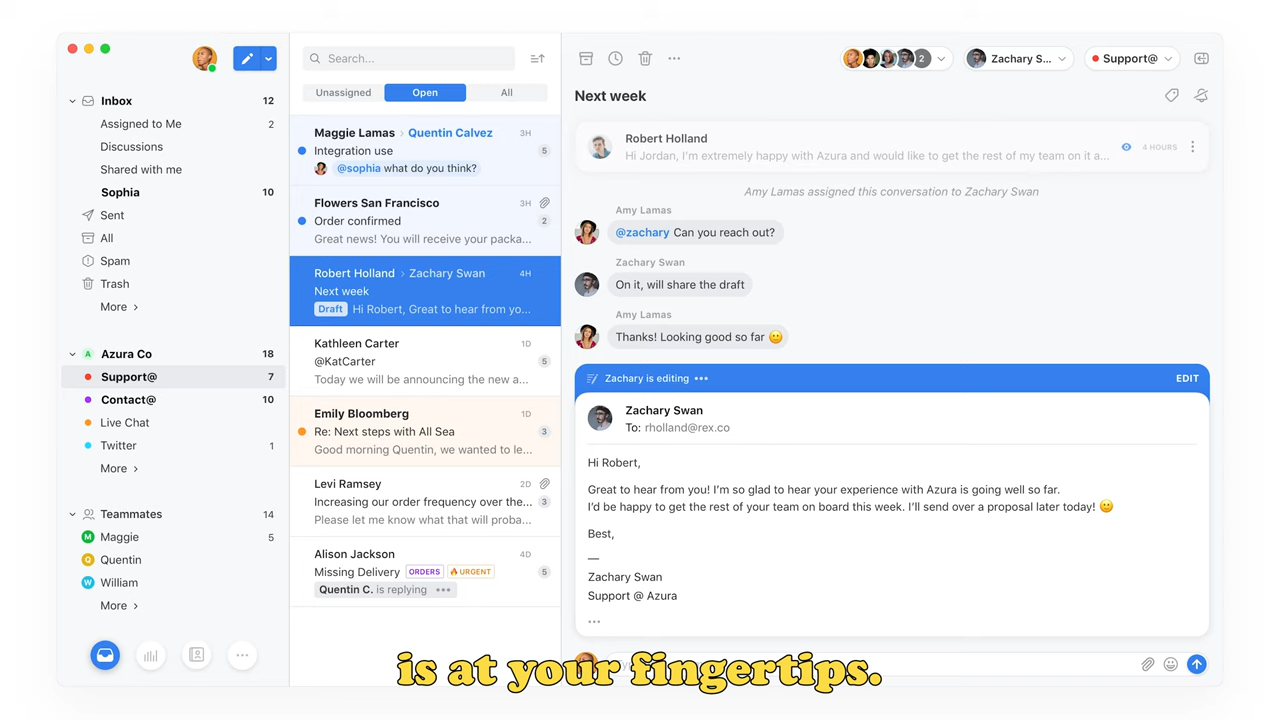 Inbox 12
Assigned to Me 2
Discussions
Shared with me
Sophia 10
Sent
All
Spam
Trash
More
A Azura Co 18
Support@ 7
Contact@ 10
Live Chat
Twitter 1
More
Teammates 14
M Maggie 5
Q Quentin
W William
More
Search...
Unassigned Open All
Maggie Lamas › Quentin Calvez 3H
Integration use 5
@sophia what do you think?
Flowers San Francisco 3H
Order confirmed 2
Great news! You will receive your packa...
Robert Holland › Zachary Swan 4H
Next week
Draft Hi Robert, Great to hear from yo...
Kathleen Carter 1D
@KatCarter 5
Today we will be announcing the new a...
Emily Bloomberg 1D
Re: Next steps with All Sea 3
Good morning Quentin, we wanted to le...
Levi Ramsey 2D
Increasing our order frequency over the... 3
Please let me know what that will proba...
Alison Jackson 4D
Missing Delivery ORDERS URGENT 5
Quentin C. is replying •••
2 Zachary S... Support@
Next week
Robert Holland
Hi Jordan, I'm extremely happy with Azura and would like to get the rest of my team on it a... 4 HOURS
Amy Lamas assigned this conversation to Zachary Swan
Amy Lamas
@zachary Can you reach out?
Zachary Swan
On it, will share the draft
Amy Lamas
Thanks! Looking good so far 🙂
Zachary is editing ••• EDIT
Zachary Swan
To: rholland@rex.co
Hi Robert,
Great to hear from you! I'm so glad to hear your experience with Azura is going well so far.
I'd be happy to get the rest of your team on board this week. I'll send over a proposal later today! 🙂
Best,
—
Zachary Swan
Support @ Azura
•••
is at your fingertips.